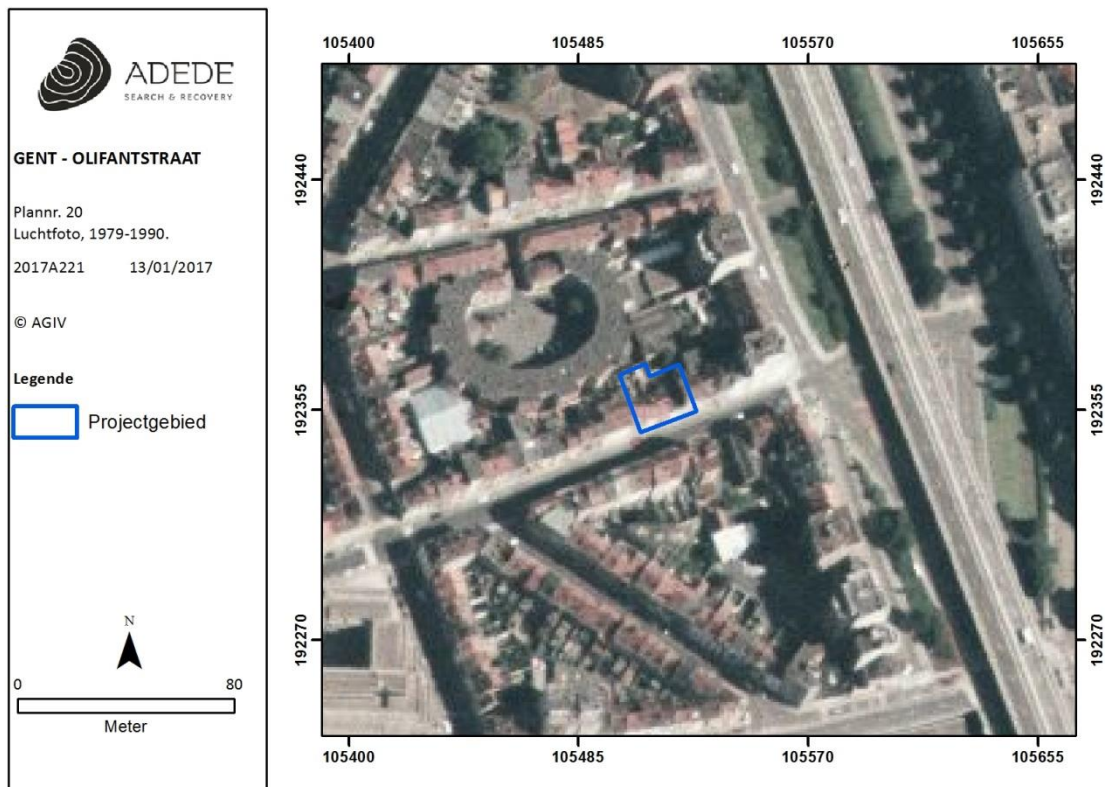 ADEDE
SEARCH & RECOVERY
GENT - OLIFANTSTRAAT
Plannr. 20
Luchtfoto, 1979-1990.
2017A221 13/01/2017
© AGIV
Legende
Projectgebied
N
0 80
Meter
105400 105485 105570 105655
192440 192440
192355 192355
192270 192270
105400 105485 105570 105655